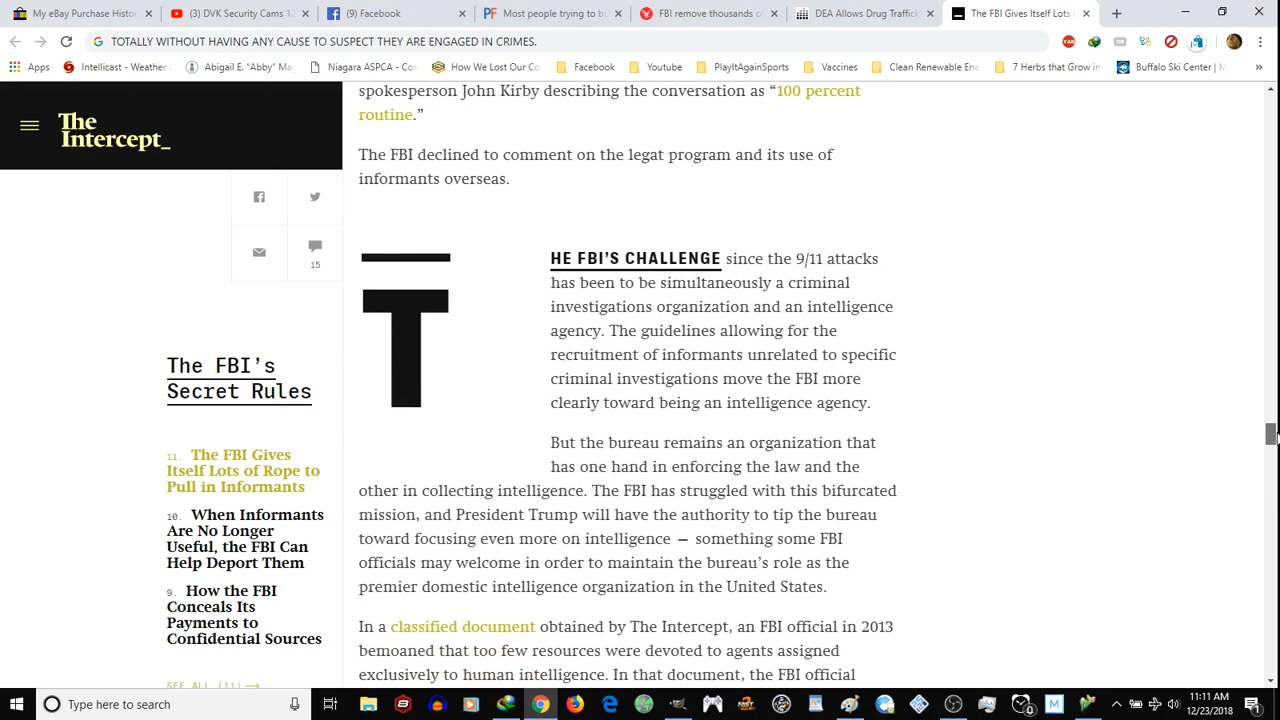 My eBay Purchase Histor
(3) DVK Security Cams 1
(9) Facebook
Most people trying to b
FBI remove thousands of
DEA Allows Drug Traffick
The FBI Gives Itself Lots
TOTALLY WITHOUT HAVING ANY CAUSE TO SUSPECT THEY ARE ENGAGED IN CRIMES.
Apps
Intellicast - Weather
Abigail E. "Abby" Ma
Niagara ASPCA - Co
How We Lost Our Co
Facebook
Youtube
PlayItAgainSports
Vaccines
Clean Renewable Ene
7 Herbs that Grow in
Buffalo Ski Center |
»
The
Intercept_
15
The FBI's
Secret Rules
11. The FBI Gives
Itself Lots of Rope to
Pull in Informants
10. When Informants
Are No Longer
Useful, the FBI Can
Help Deport Them
9. How the FBI
Conceals Its
Payments to
Confidential Sources
SEE ALL (11)
spokesperson John Kirby describing the conversation as “100 percent
routine.”
The FBI declined to comment on the legat program and its use of
informants overseas.
T
HE FBI’S CHALLENGE since the 9/11 attacks
has been to be simultaneously a criminal
investigations organization and an intelligence
agency. The guidelines allowing for the
recruitment of informants unrelated to specific
criminal investigations move the FBI more
clearly toward being an intelligence agency.
But the bureau remains an organization that
has one hand in enforcing the law and the
other in collecting intelligence. The FBI has struggled with this bifurcated
mission, and President Trump will have the authority to tip the bureau
toward focusing even more on intelligence — something some FBI
officials may welcome in order to maintain the bureau’s role as the
premier domestic intelligence organization in the United States.
In a classified document obtained by The Intercept, an FBI official in 2013
bemoaned that too few resources were devoted to agents assigned
exclusively to human intelligence. In that document, the FBI official
Type here to search
11:11 AM
12/23/2018